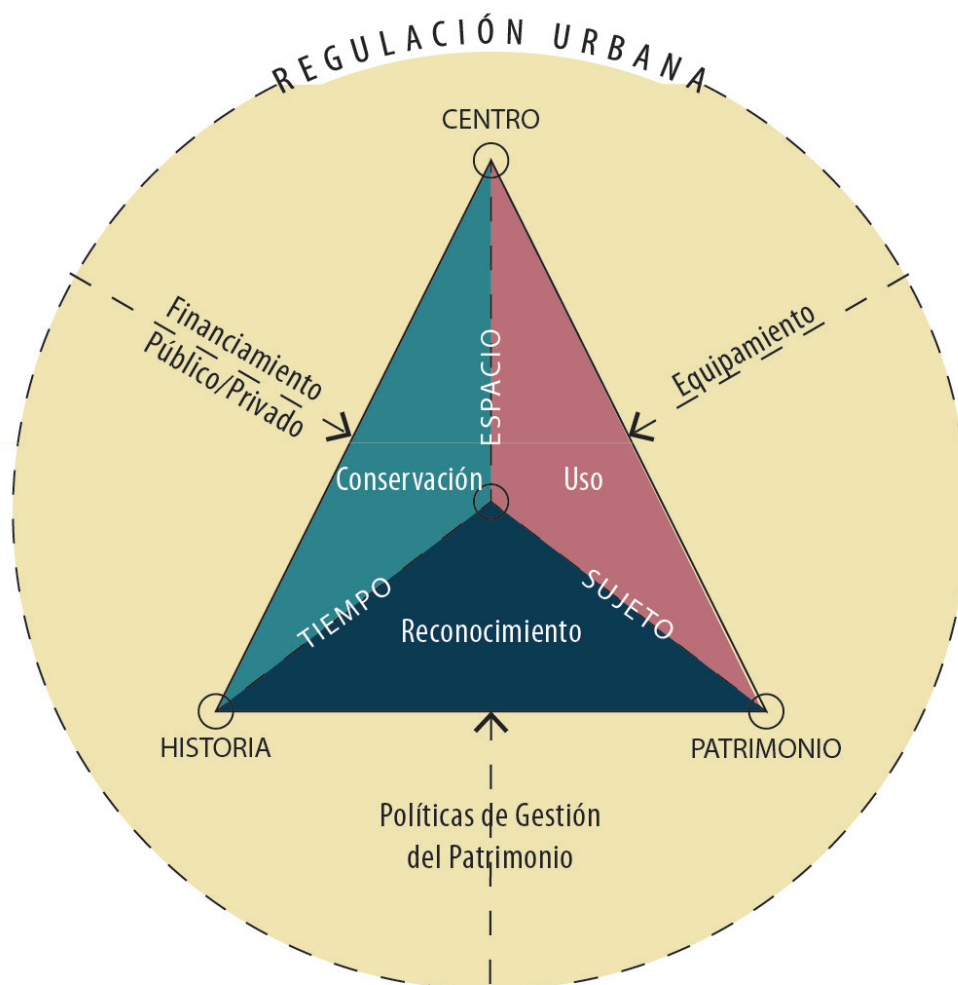 REGULACIÓN URBANA
CENTRO
Financiamiento
Público/Privado
Equipamiento
ESPACIO
Conservación
Uso
TIEMPO
SUJETO
Reconocimiento
HISTORIA
PATRIMONIO
Políticas de Gestión
del Patrimonio